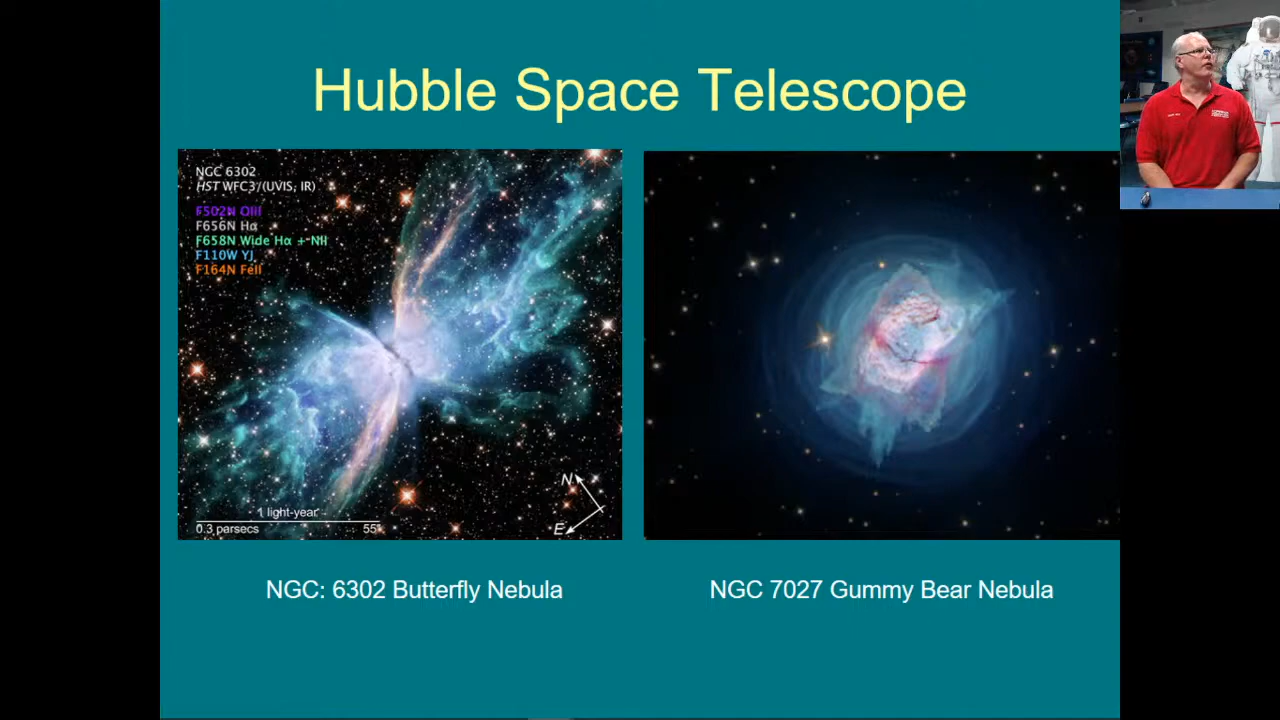 Hubble Space Telescope
NGC 6302
HST WFC3/(UVIS, IR)
F502N OIII
F656N Hα
F658N Wide Hα + NII
F110W YJ
F164N FeII
N
E
1 light-year
0.3 parsecs 55"
NGC: 6302 Butterfly Nebula
NGC 7027 Gummy Bear Nebula